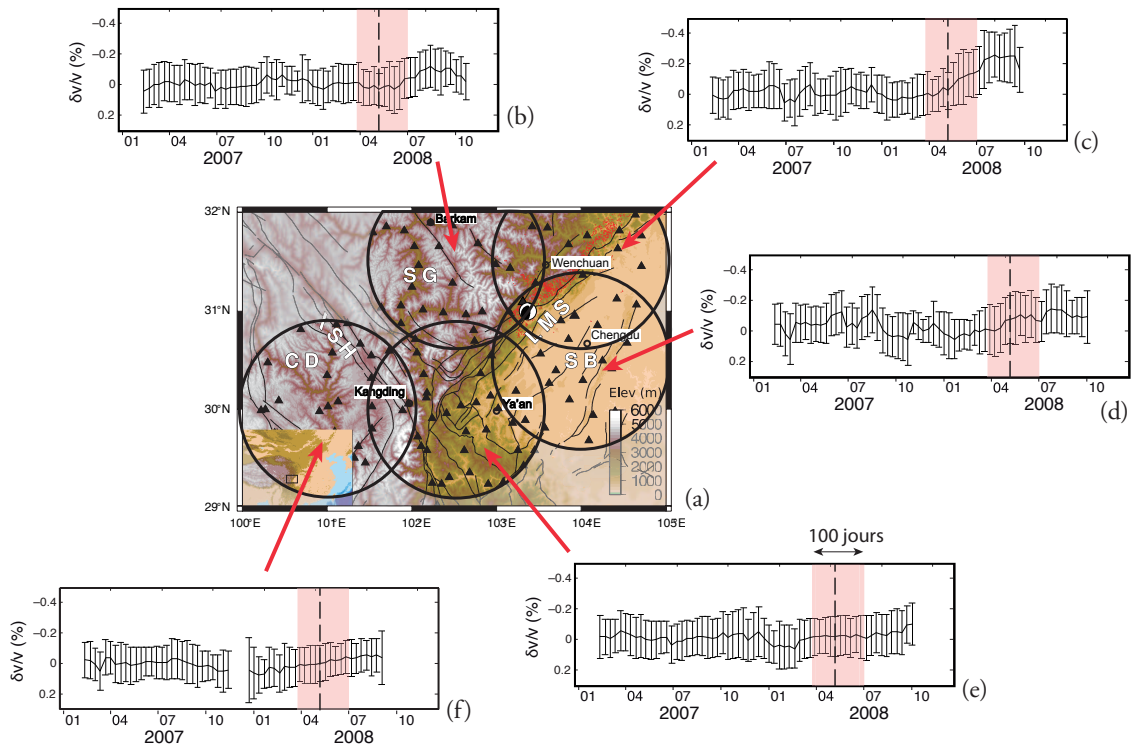 −0.4
−0.2
0
0.2
δv/v (%)
01 04 07 10 01 04 07 10
2007 2008
(b)
−0.4
−0.2
0
0.2
δv/v (%)
01 04 07 10 01 04 07 10
2007 2008
(c)
32°N
31°N
30°N
29°N
100°E 101°E 102°E 103°E 104°E 105°E
Barkam
S G
Wenchuan
L M S
Chengdu
S B
C D
X S H
Kangding
Ya'an
Elev (m)
6000
5000
4000
3000
2000
1000
0
(a)
−0.4
−0.2
0
0.2
δv/v (%)
01 04 07 10 01 04 07 10
2007 2008
(d)
100 jours
−0.4
−0.2
0
0.2
δv/v (%)
01 04 07 10 01 04 07 10
2007 2008
(e)
−0.4
−0.2
0
0.2
δv/v (%)
01 04 07 10 01 04 07 10
2007 2008
(f)